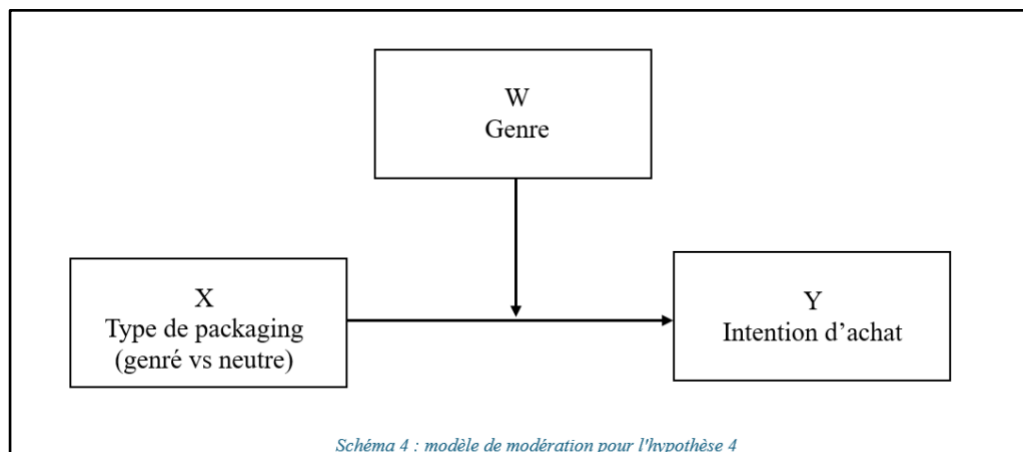 W
Genre
X
Type de packaging
(genré vs neutre)
Y
Intention d’achat
Schéma 4 : modèle de modération pour l'hypothèse 4